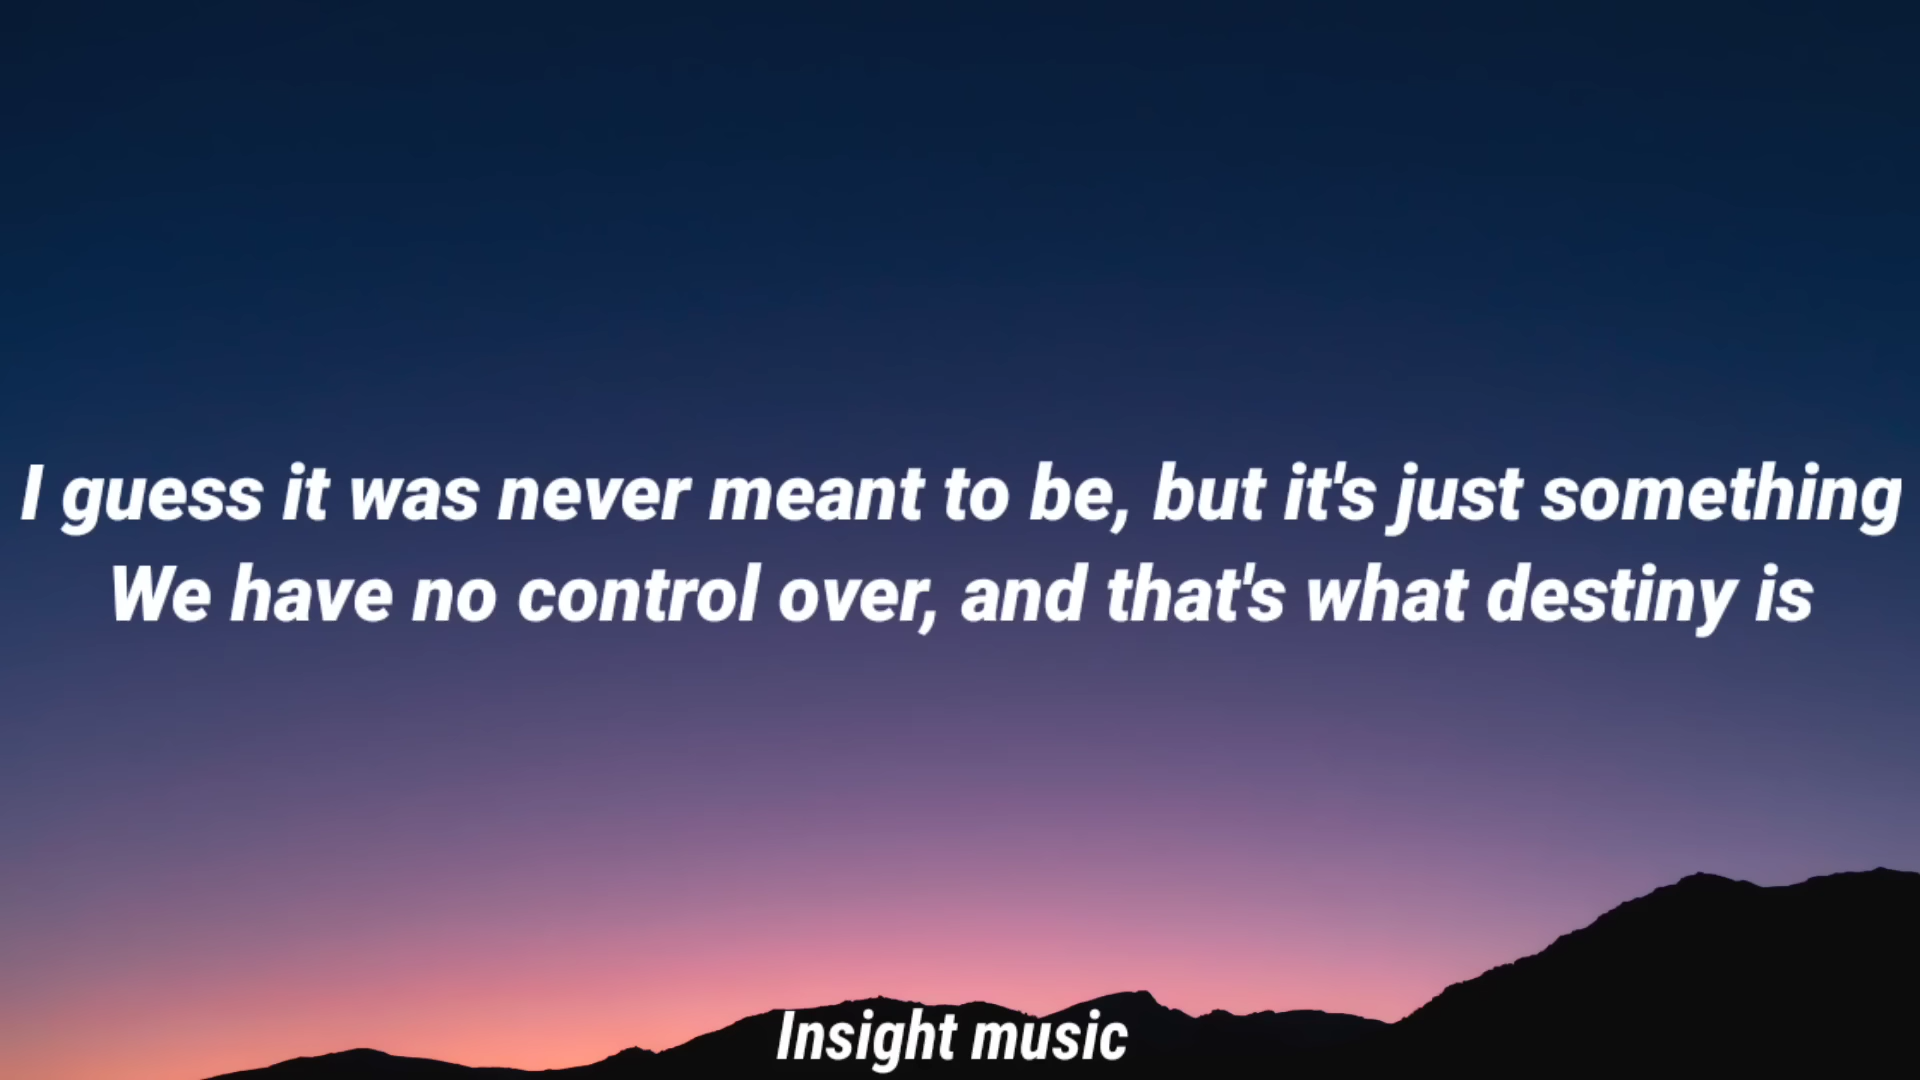 I guess it was never meant to be, but it's just something
We have no control over, and that's what destiny is
Insight music